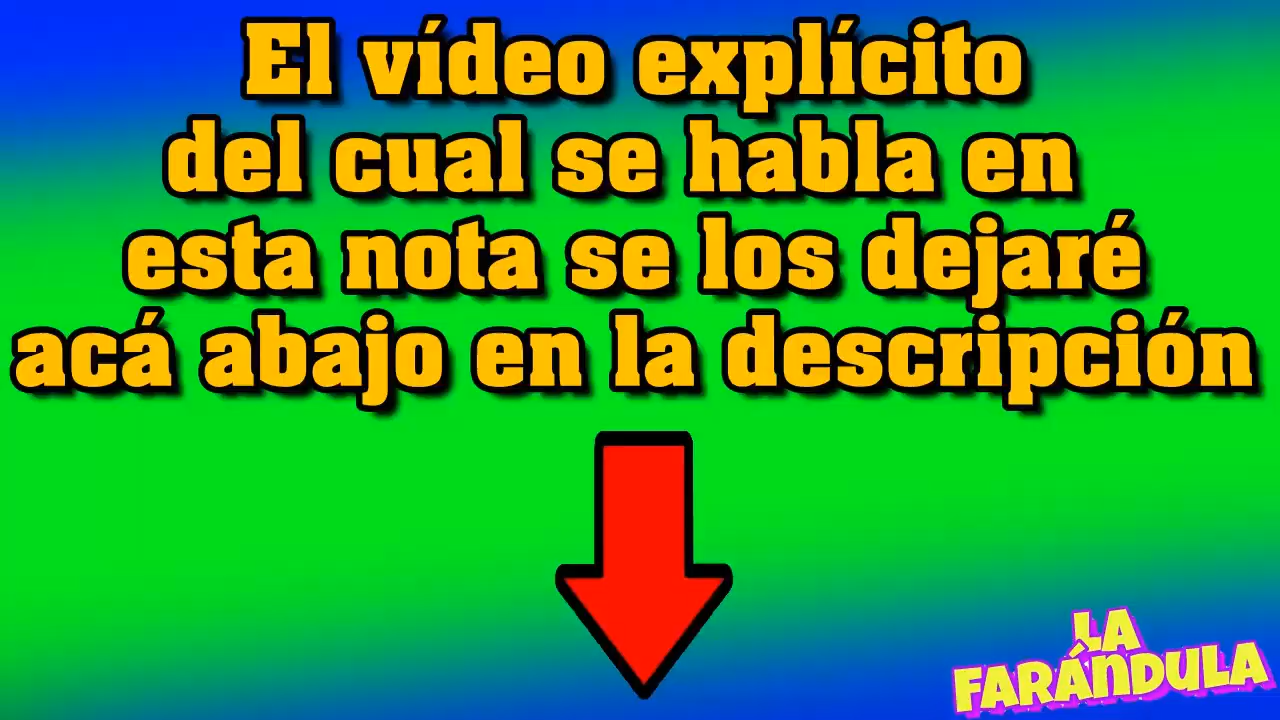 El vídeo explícito
del cual se habla en
esta nota se los dejaré
acá abajo en la descripción
LA
FARÁNDULA